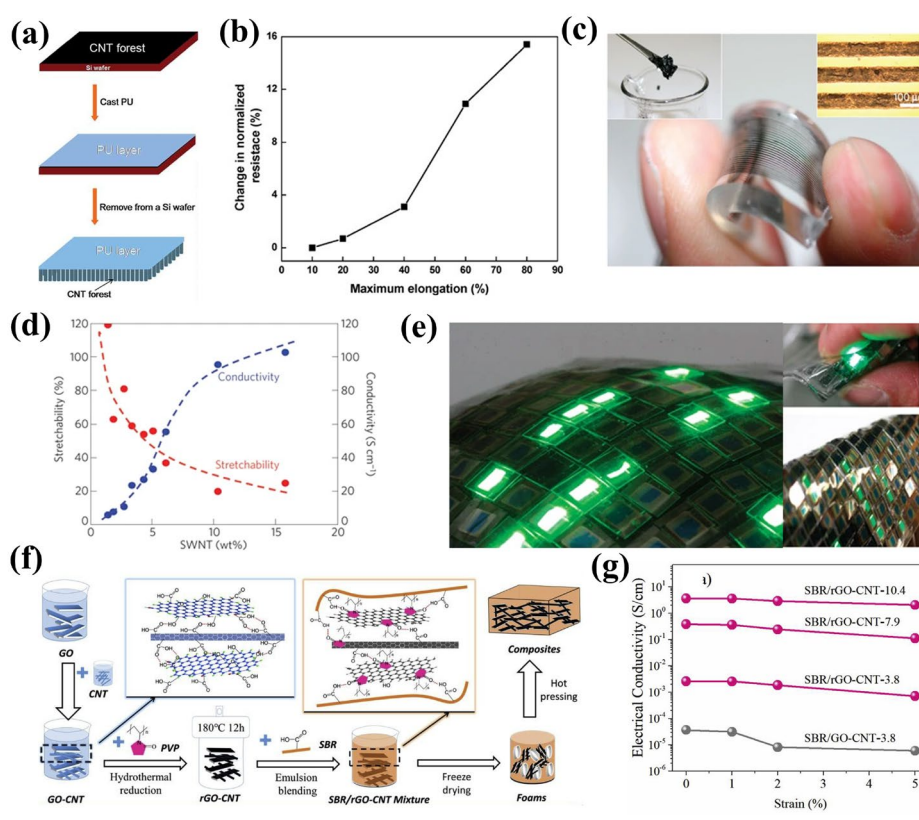 (a)
CNT forest
Si wafer
Cast PU
PU layer
Remove from a Si wafer
PU layer
CNT forest
(b)
Change in normalized
resistace (%)
16
12
8
4
0
0 10 20 30 40 50 60 70 80 90
Maximum elongation (%)
(c)
100 µ
(d)
Stretchability (%)
120
100
80
60
40
20
0
Conductivity
Stretchability
120
100
80
60
40
20
0
Conductivity (S cm⁻¹)
0 5 10 15 20
SWNT (wt%)
(e)
(f)
GO
+
CNT
GO-CNT
+
PVP
Hydrothermal
reduction
180℃ 12h
rGO-CNT
+
SBR
Emulsion
blending
SBR/rGO-CNT Mixture
Freeze
drying
Foams
Hot
pressing
Composites
(g)
ı)
Electrical Conductivity (S/cm)
10²
10¹
10⁰
10⁻¹
10⁻²
10⁻³
10⁻⁴
10⁻⁵
10⁻⁶
SBR/rGO-CNT-10.4
SBR/rGO-CNT-7.9
SBR/rGO-CNT-3.8
SBR/GO-CNT-3.8
0 1 2 3 4 5
Strain (%)